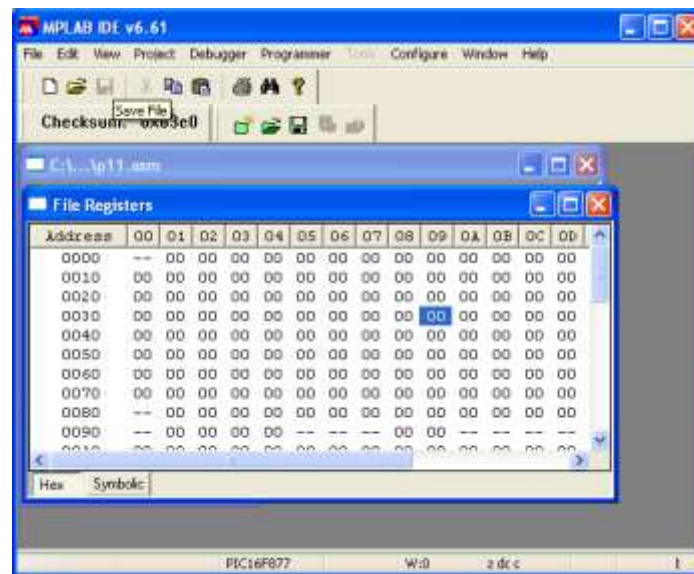 MPLAB IDE v6.61
File Edit View Project Debugger Programmer Tools Configure Window Help
Save File
Checksum: 0x63e0
C:\...\p11.asm
File Registers
Address 00 01 02 03 04 05 06 07 08 09 0A 0B 0C 0D
0000 -- 00 00 00 00 00 00 00 00 00 00 00 00 00
0010 00 00 00 00 00 00 00 00 00 00 00 00 00 00
0020 00 00 00 00 00 00 00 00 00 00 00 00 00 00
0030 00 00 00 00 00 00 00 00 00 00 00 00 00 00
0040 00 00 00 00 00 00 00 00 00 00 00 00 00 00
0050 00 00 00 00 00 00 00 00 00 00 00 00 00 00
0060 00 00 00 00 00 00 00 00 00 00 00 00 00 00
0070 00 00 00 00 00 00 00 00 00 00 00 00 00 00
0080 -- 00 00 00 00 00 00 00 00 00 00 00 00 00
0090 -- 00 00 00 00 -- -- -- 00 00 -- -- -- --
Hex Symbolic
PIC16F877 W:0 z dc c